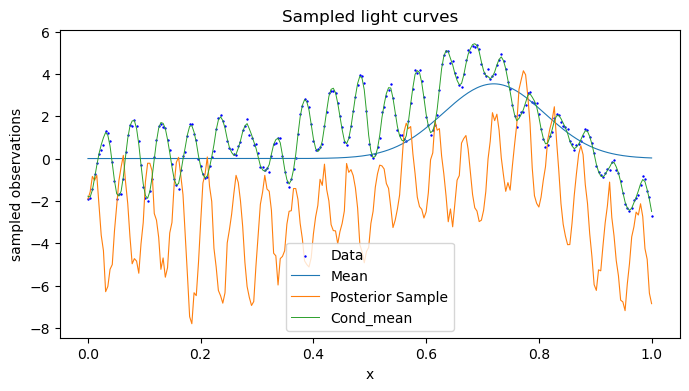 Sampled light curves
sampled observations
6
4
2
0
−2
−4
−6
−8
Data
Mean
Posterior Sample
Cond_mean
0.0 0.2 0.4 0.6 0.8 1.0
x